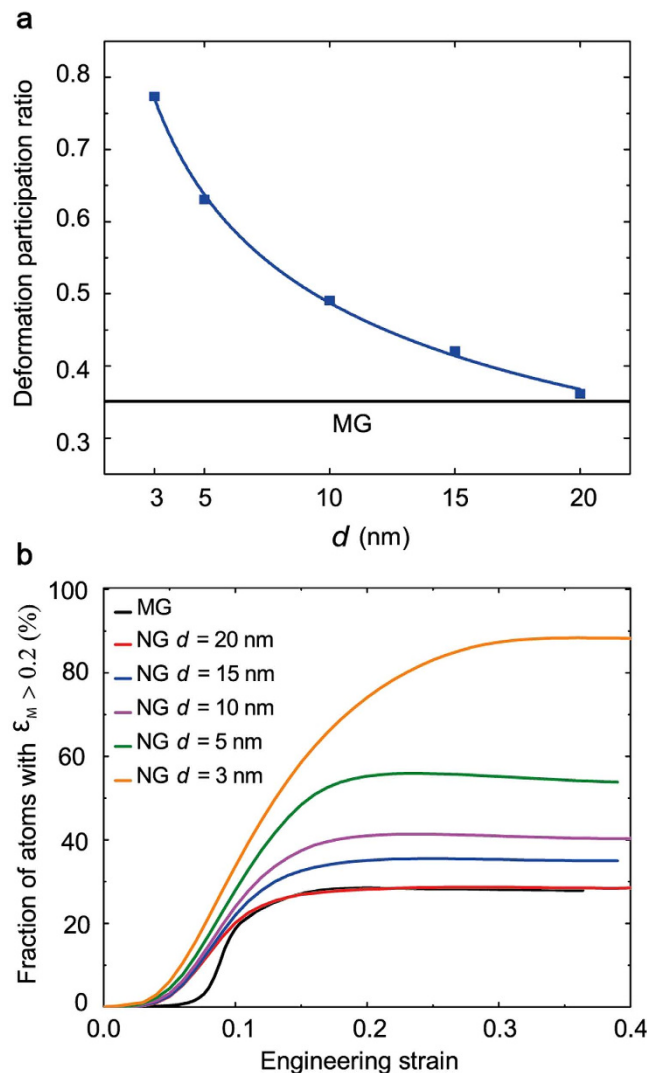 a
Deformation participation ratio
0.8
0.7
0.6
0.5
0.4
0.3
MG
3 5 10 15 20
d (nm)
b
Fraction of atoms with ε_M > 0.2 (%)
100
80
60
40
20
0
MG
NG d = 20 nm
NG d = 15 nm
NG d = 10 nm
NG d = 5 nm
NG d = 3 nm
0.0 0.1 0.2 0.3 0.4
Engineering strain